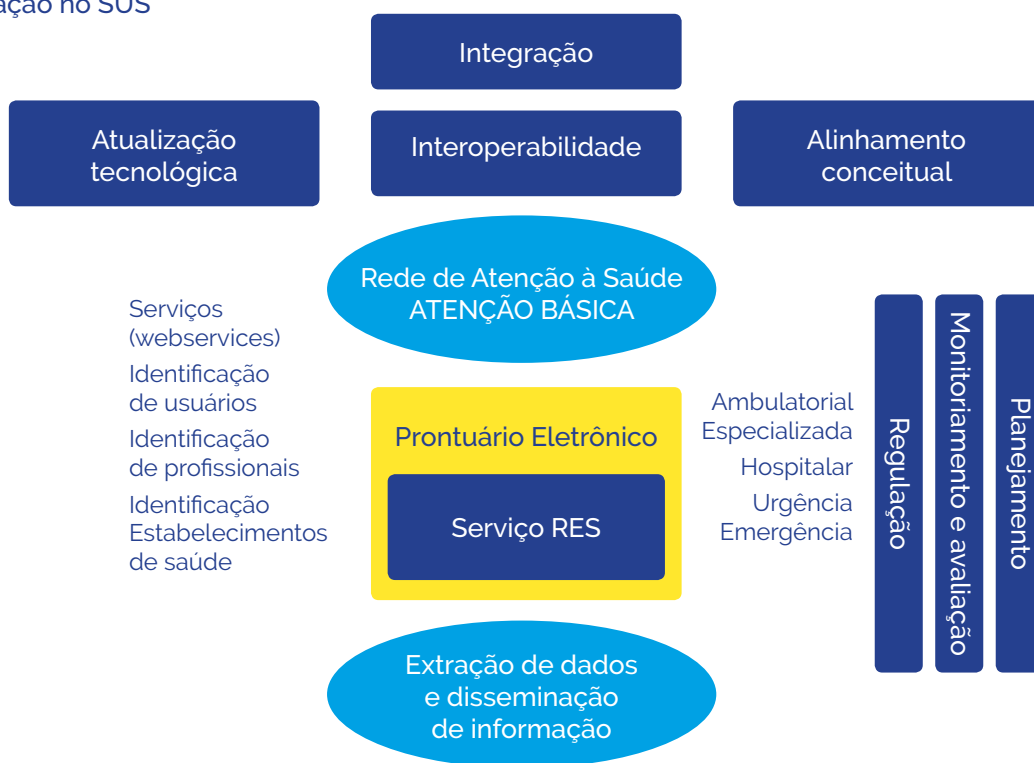 ação no SUS
Integração
Atualização
tecnológica
Interoperabilidade
Alinhamento
conceitual
Rede de Atenção à Saúde
ATENÇÃO BÁSICA
Serviços
(webservices)
Identificação
de usuários
Identificação
de profissionais
Identificação
Estabelecimentos
de saúde
Prontuário Eletrônico
Serviço RES
Ambulatorial
Especializada
Hospitalar
Urgência
Emergência
Regulação
Monitoriamento e avaliação
Planejamento
Extração de dados
e disseminação
de informação